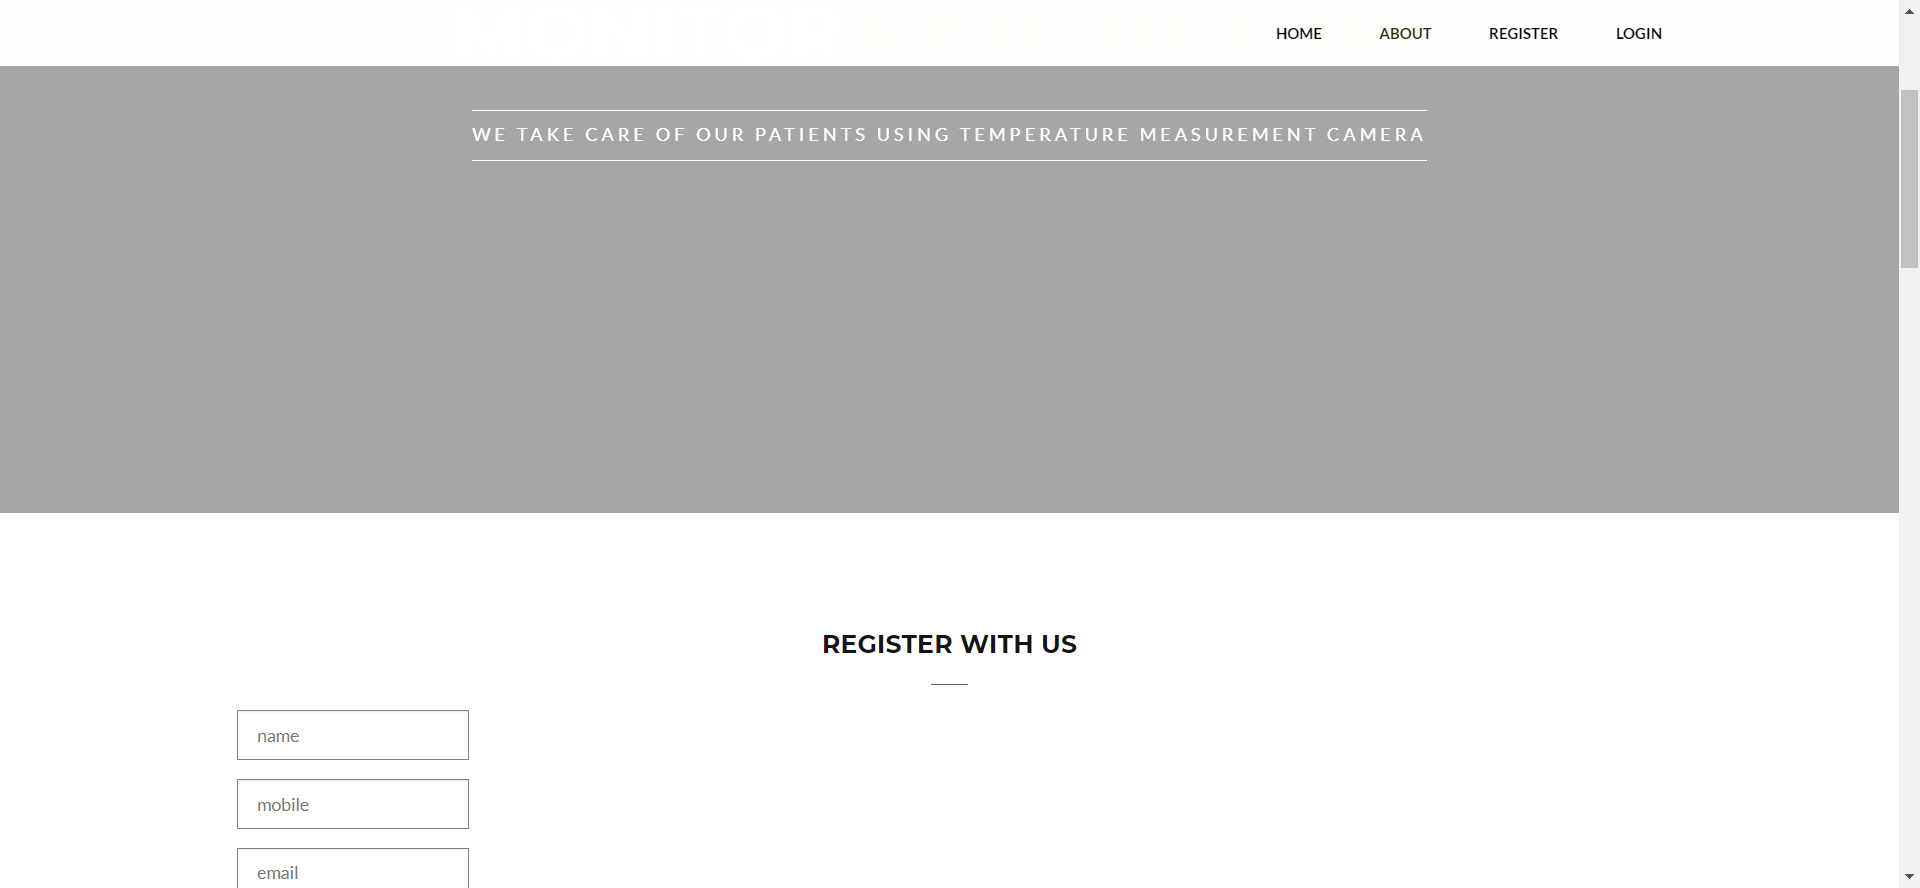 HOME ABOUT REGISTER LOGIN
WE TAKE CARE OF OUR PATIENTS USING TEMPERATURE MEASUREMENT CAMERA
REGISTER WITH US
name
mobile
email